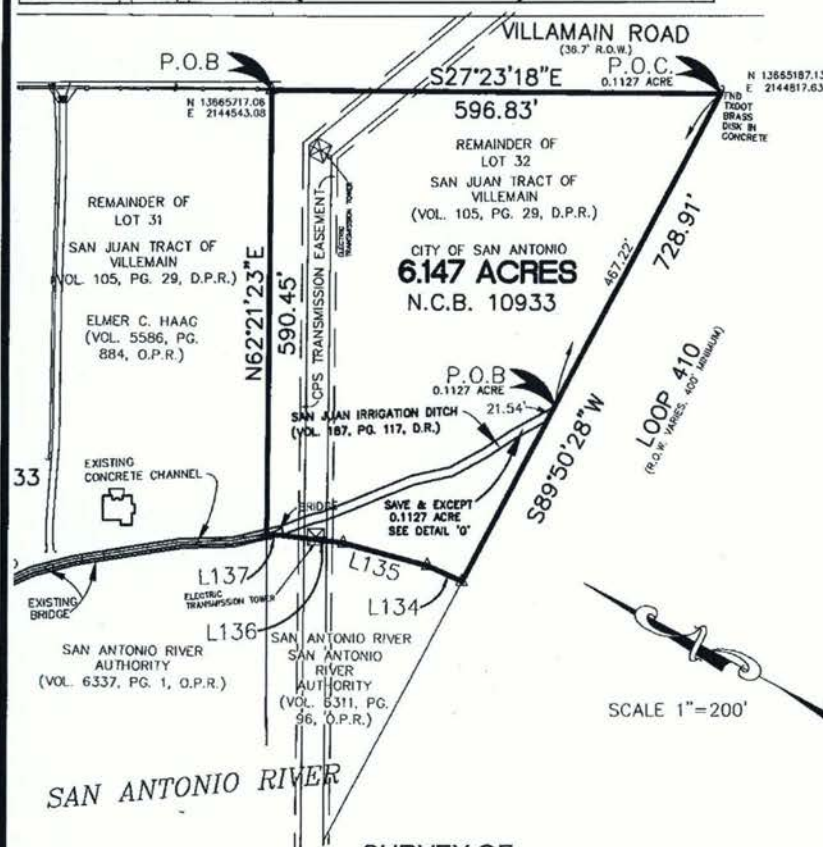 VILLAMAIN ROAD
(36.7' R.O.W.)
P.O.B
P.O.C.
0.1127 ACRE
S27°23'18"E
596.83'
N 13665187.13
E 2144817.63
FND
TXDOT
BRASS
DISK IN
CONCRETE
N 13665717.06
E 2144543.08
REMAINDER OF
LOT 31
SAN JUAN TRACT OF
VILLEMAIN
(VOL. 105, PG. 29, D.P.R.)
ELMER C. HAAG
(VOL. 5586, PG.
884, O.P.R.)
N62°21'23"E
590.45'
CPS TRANSMISSION EASEMENT
ELECTRIC
TRANSMISSION TOWER
REMAINDER OF
LOT 32
SAN JUAN TRACT OF
VILLEMAIN
(VOL. 105, PG. 29, D.P.R.)
CITY OF SAN ANTONIO
6.147 ACRES
N.C.B. 10933
467.22'
728.91'
LOOP 410
(R.O.W. VARIES, 400' MINIMUM)
S89°50'28"W
P.O.B
0.1127 ACRE
21.54'
SAN JUAN IRRIGATION DITCH
(VOL. 187, PG. 117, D.R.)
33
EXISTING
CONCRETE CHANNEL
BRIDGE
SAVE & EXCEPT
0.1127 ACRE
SEE DETAIL "G"
L137
L135
L134
L136
ELECTRIC
TRANSMISSION TOWER
EXISTING
BRIDGE
SAN ANTONIO RIVER
AUTHORITY
(VOL. 6337, PG. 1, O.P.R.)
SAN ANTONIO RIVER
SAN ANTONIO
RIVER
AUTHORITY
(VOL. 6311, PG.
96, O.P.R.)
SCALE 1"=200'
SAN ANTONIO RIVER
SURVEY OF